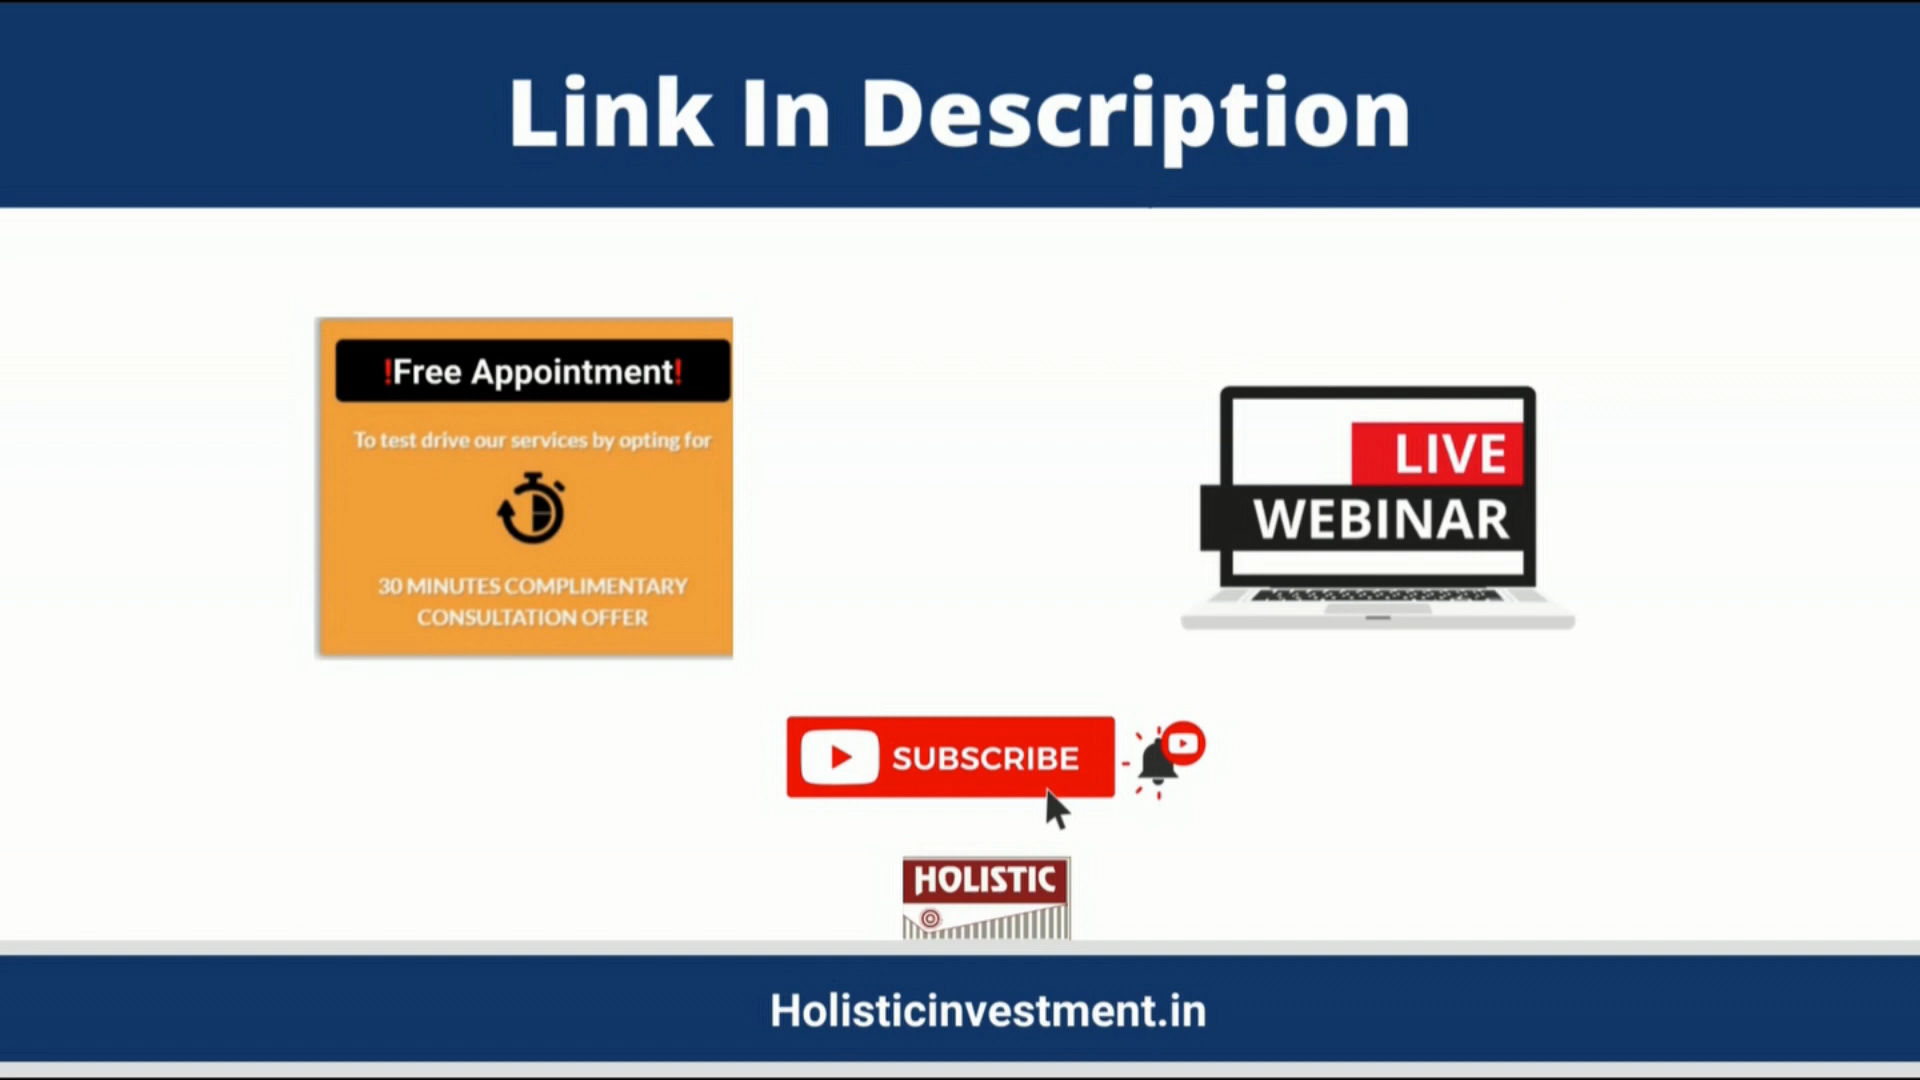 Link In Description
!Free Appointment!
To test drive our services by opting for
30 MINUTES COMPLIMENTARY
CONSULTATION OFFER
LIVE
WEBINAR
SUBSCRIBE
HOLISTIC
Holisticinvestment.in